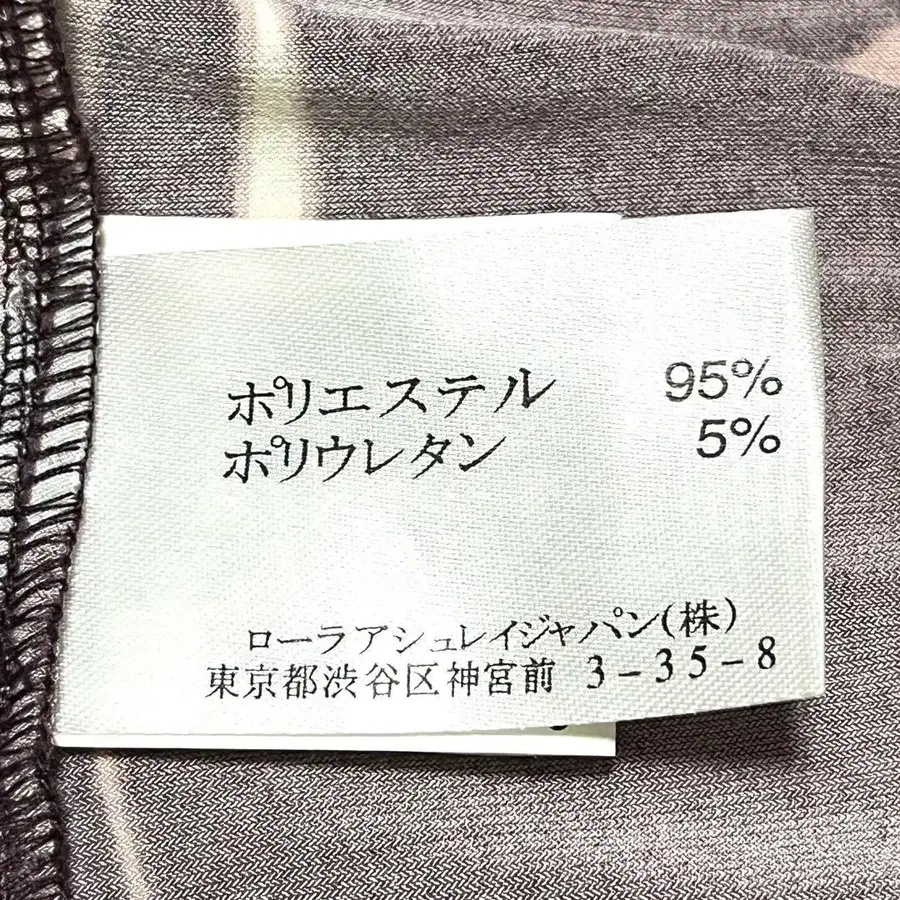 ポリエステル 95%
ポリウレタン 5%
ローラアシュレイジャパン(株)
東京都渋谷区神宮前 3-35-8